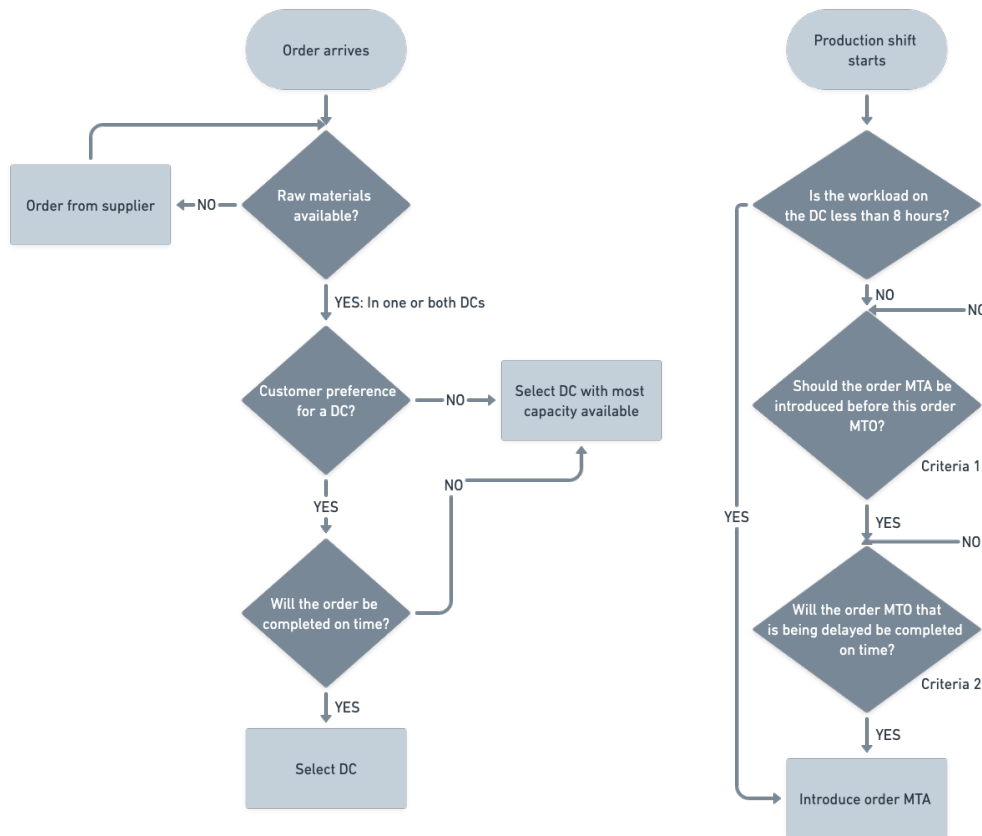 Order arrives
Raw materials
available?
NO
Order from supplier
YES: In one or both DCs
Customer preference
for a DC?
NO
Select DC with most
capacity available
YES
NO
Will the order be
completed on time?
YES
Select DC
Production shift
starts
Is the workload on
the DC less than 8 hours?
NO
NO
Should the order MTA be
introduced before this order
MTO?
Criteria 1
YES
YES
NO
Will the order MTO that
is being delayed be completed
on time?
Criteria 2
YES
Introduce order MTA